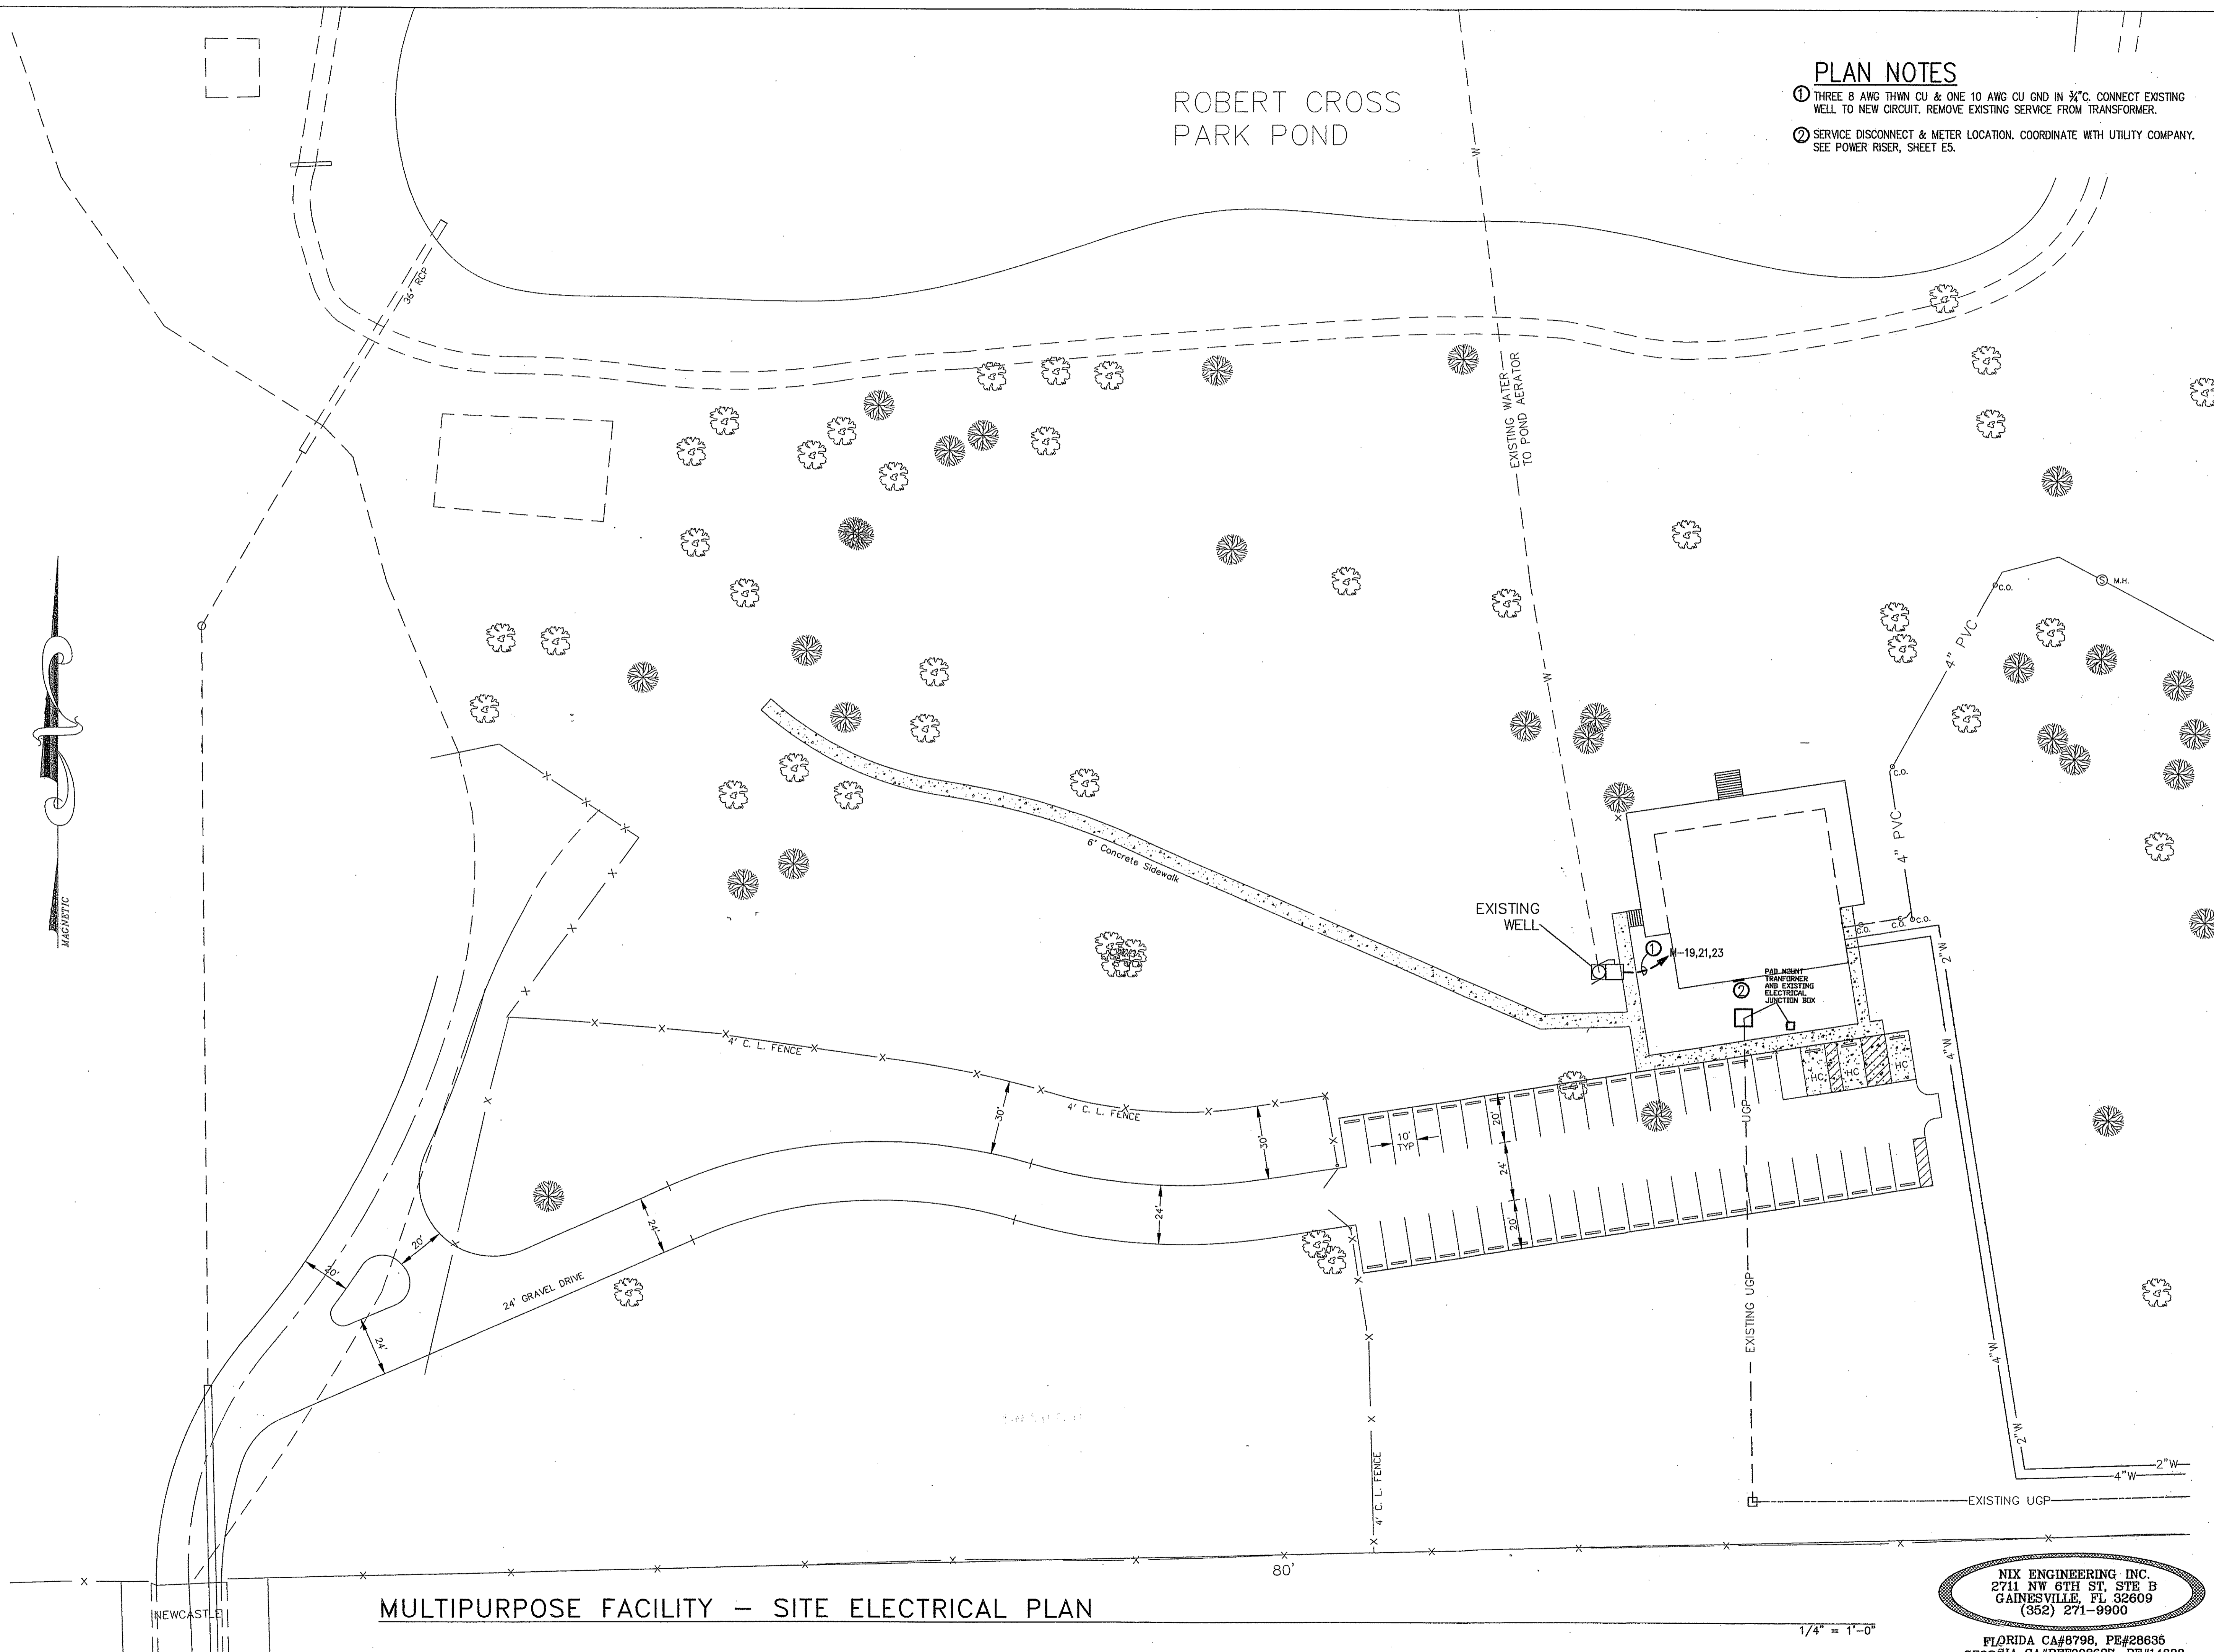 ROBERT CROSS
PARK POND
PLAN NOTES
① THREE 8 AWG THWN CU & ONE 10 AWG CU GND IN ¾"C. CONNECT EXISTING
WELL TO NEW CIRCUIT. REMOVE EXISTING SERVICE FROM TRANSFORMER.
② SERVICE DISCONNECT & METER LOCATION. COORDINATE WITH UTILITY COMPANY.
SEE POWER RISER, SHEET E5.
W
36" RCP
EXISTING WATER
TO POND AERATOR
W
S M.H.
C.O.
4" PVC
C.O.
4" PVC
MAGNETIC
6' Concrete Sidewalk
EXISTING
WELL
① M-19,21,23
②
PAD MOUNT
TRANFORMER
AND EXISTING
ELECTRICAL
JUNCTION BOX
C.O.
C.O.
C.O.
2"W
4"W
4' C. L. FENCE
4' C. L. FENCE
30'
30'
HC
HC
HC
10'
TYP
20'
24'
20'
UGP
EXISTING UGP
24'
24'
20'
20'
24'
24' GRAVEL DRIVE
4"W
2"W
2"W
4"W
EXISTING UGP
4' C. L. FENCE
80'
NEWCASTLE
MULTIPURPOSE FACILITY – SITE ELECTRICAL PLAN
1/4" = 1'-0"
NIX ENGINEERING INC.
2711 NW 6TH ST, STE B
GAINESVILLE, FL 32609
(352) 271-9900
FLORIDA CA#8798, PE#28635